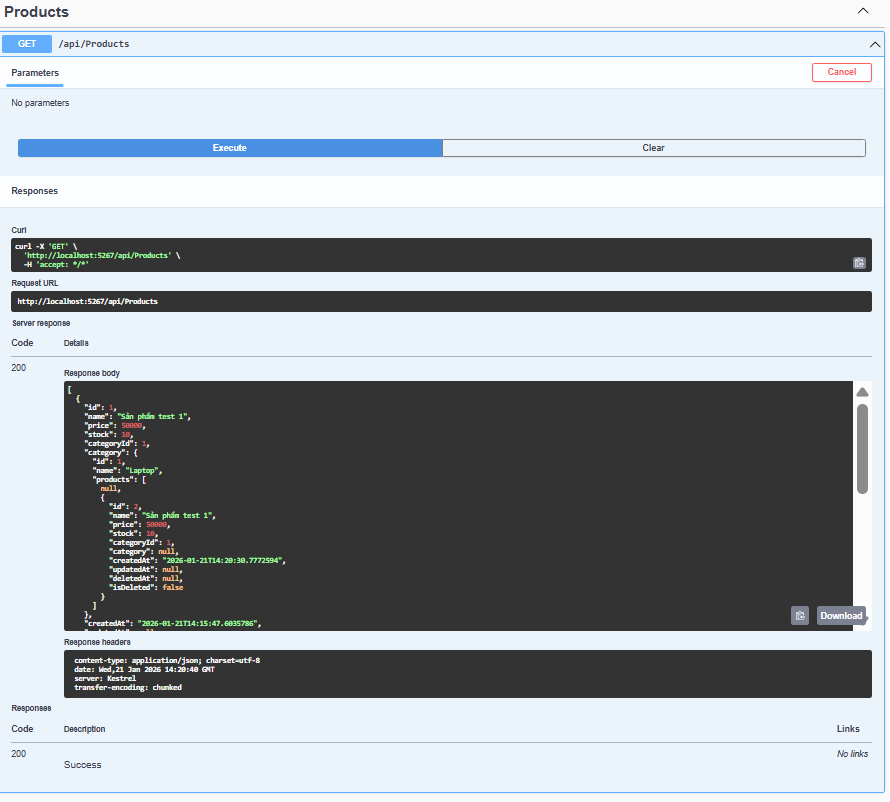 Products
GET /api/Products
Parameters
Cancel
No parameters
Execute
Clear
Responses
Curl
curl -X 'GET' \
  'http://localhost:5267/api/Products' \
  -H 'accept: */*'
Request URL
http://localhost:5267/api/Products
Server response
Code Details
200
Response body
[
  {
    "id": 1,
    "name": "Sản phẩm test 1",
    "price": 50000,
    "stock": 10,
    "categoryId": 1,
    "category": {
      "id": 1,
      "name": "Laptop",
      "products": [
        null,
        {
          "id": 2,
          "name": "Sản phẩm test 1",
          "price": 50000,
          "stock": 10,
          "categoryId": 1,
          "category": null,
          "createdAt": "2026-01-21T14:20:30.7772594",
          "updatedAt": null,
          "deletedAt": null,
          "isDeleted": false
        }
      ]
    },
    "createdAt": "2026-01-21T14:15:47.6035786",
Download
Response headers
content-type: application/json; charset=utf-8
date: Wed,21 Jan 2026 14:20:40 GMT
server: Kestrel
transfer-encoding: chunked
Responses
Code Description Links
200
Success
No links